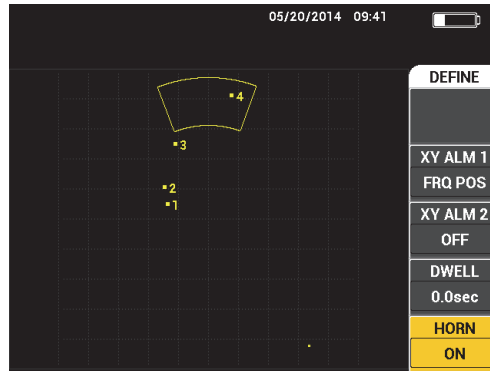 05/20/2014 09:41
DEFINE
4
3
XY ALM 1
FRQ POS
2
1
XY ALM 2
OFF
DWELL
0.0sec
HORN
ON